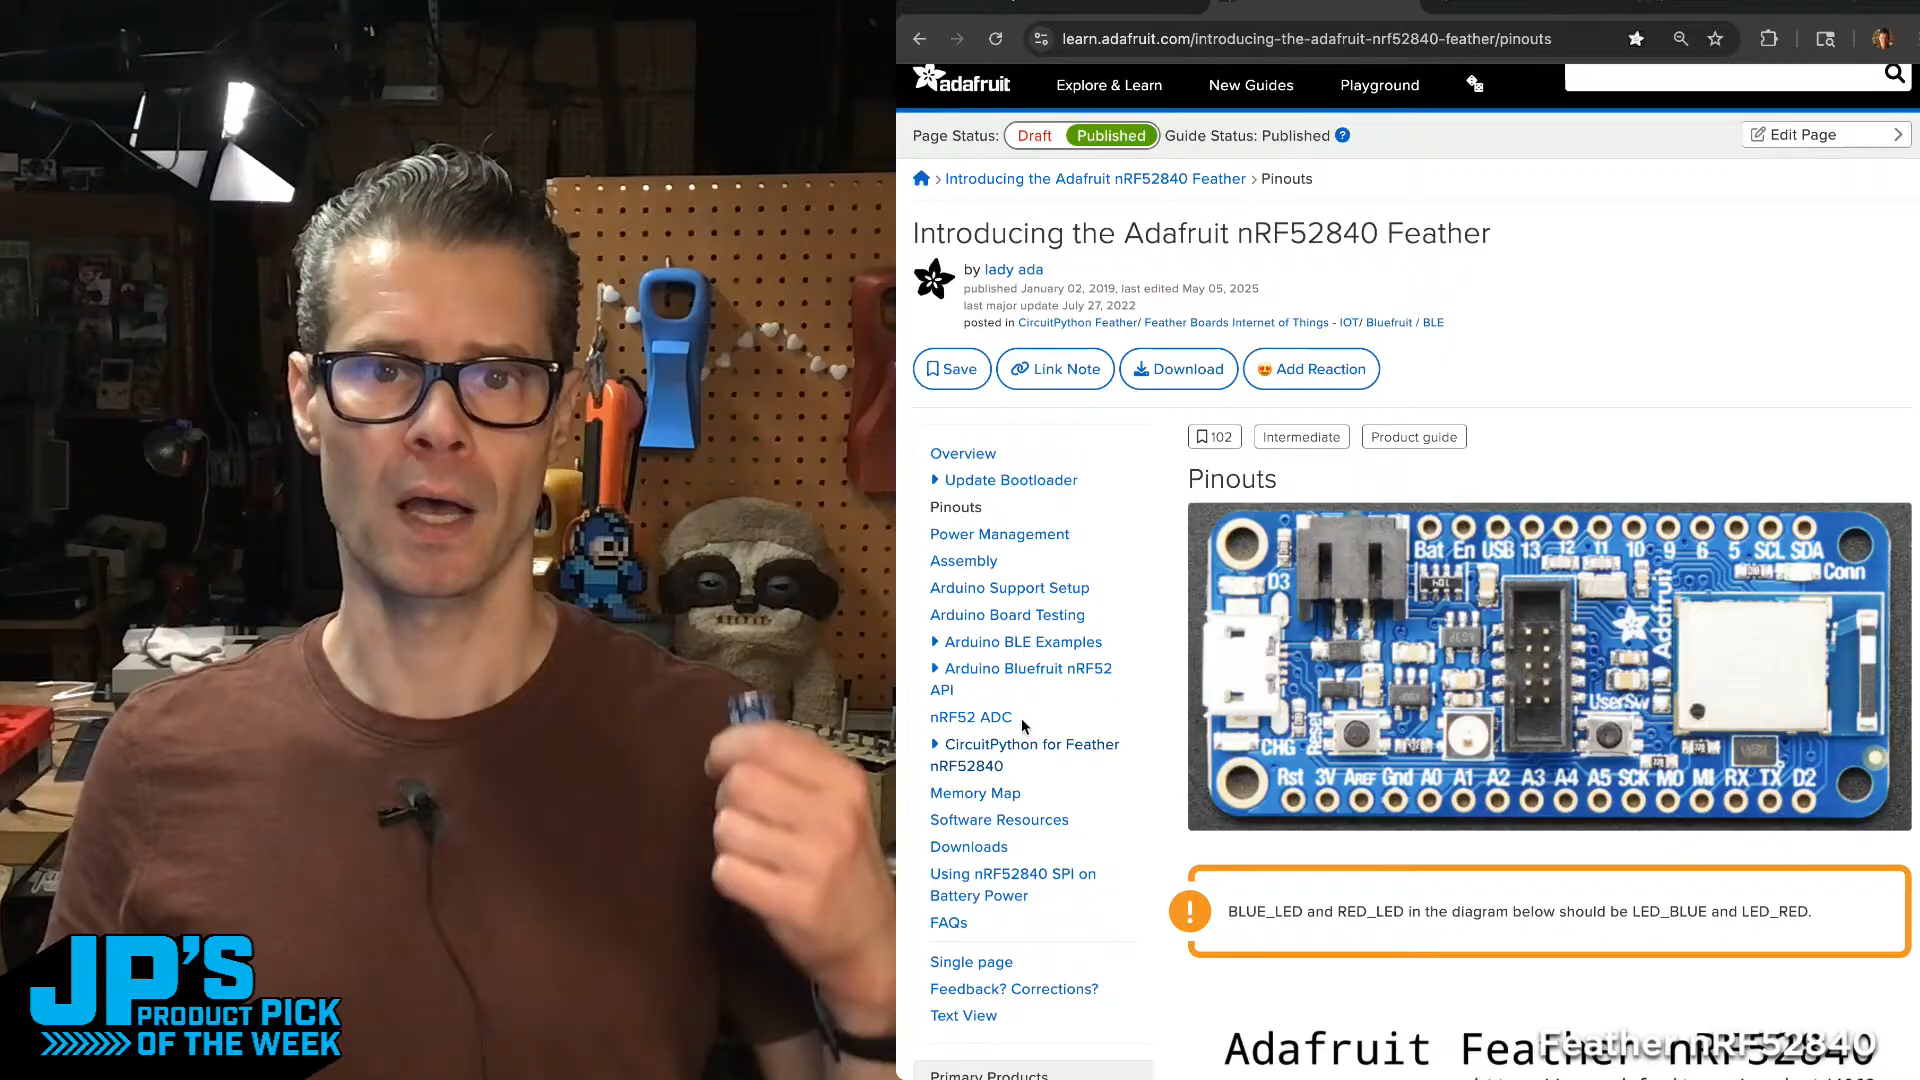 learn.adafruit.com/introducing-the-adafruit-nrf52840-feather/pinouts
adafruit
Explore & Learn
New Guides
Playground
Page Status:
Draft
Published
Guide Status: Published
Edit Page
Introducing the Adafruit nRF52840 Feather > Pinouts
Introducing the Adafruit nRF52840 Feather
by lady ada
published January 02, 2019, last edited May 05, 2025
last major update July 27, 2022
posted in CircuitPython Feather/ Feather Boards Internet of Things - IOT/ Bluefruit / BLE
Save
Link Note
Download
Add Reaction
Overview
Update Bootloader
Pinouts
Power Management
Assembly
Arduino Support Setup
Arduino Board Testing
Arduino BLE Examples
Arduino Bluefruit nRF52
API
nRF52 ADC
CircuitPython for Feather
nRF52840
Memory Map
Software Resources
Downloads
Using nRF52840 SPI on
Battery Power
FAQs
Single page
Feedback? Corrections?
Text View
Primary Products
102
Intermediate
Product guide
Pinouts
Bat En USB 13 12 11 10 9 6 5 SCL SDA
D3
Conn
Adafruit
UserSw
CHG
Reset
Rst 3V AREF Gnd A0 A1 A2 A3 A4 A5 SCK MO MI RX TX D2
BLUE_LED and RED_LED in the diagram below should be LED_BLUE and LED_RED.
Adafruit Feather nRF52840
Feather nRF52840
JP'S
PRODUCT PICK
OF THE WEEK